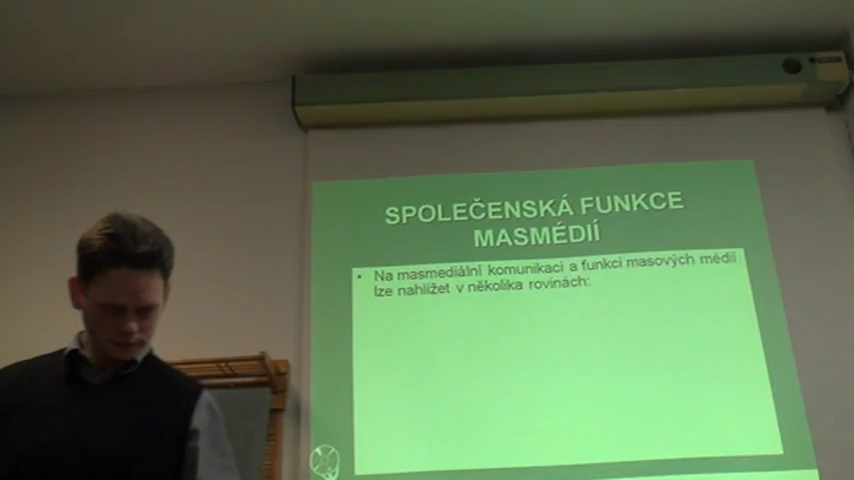 SPOLEČENSKÁ FUNKCE
MASMÉDIÍ
• Na masmediální komunikaci a funkci masových médií
lze nahlížet v několika rovinách: